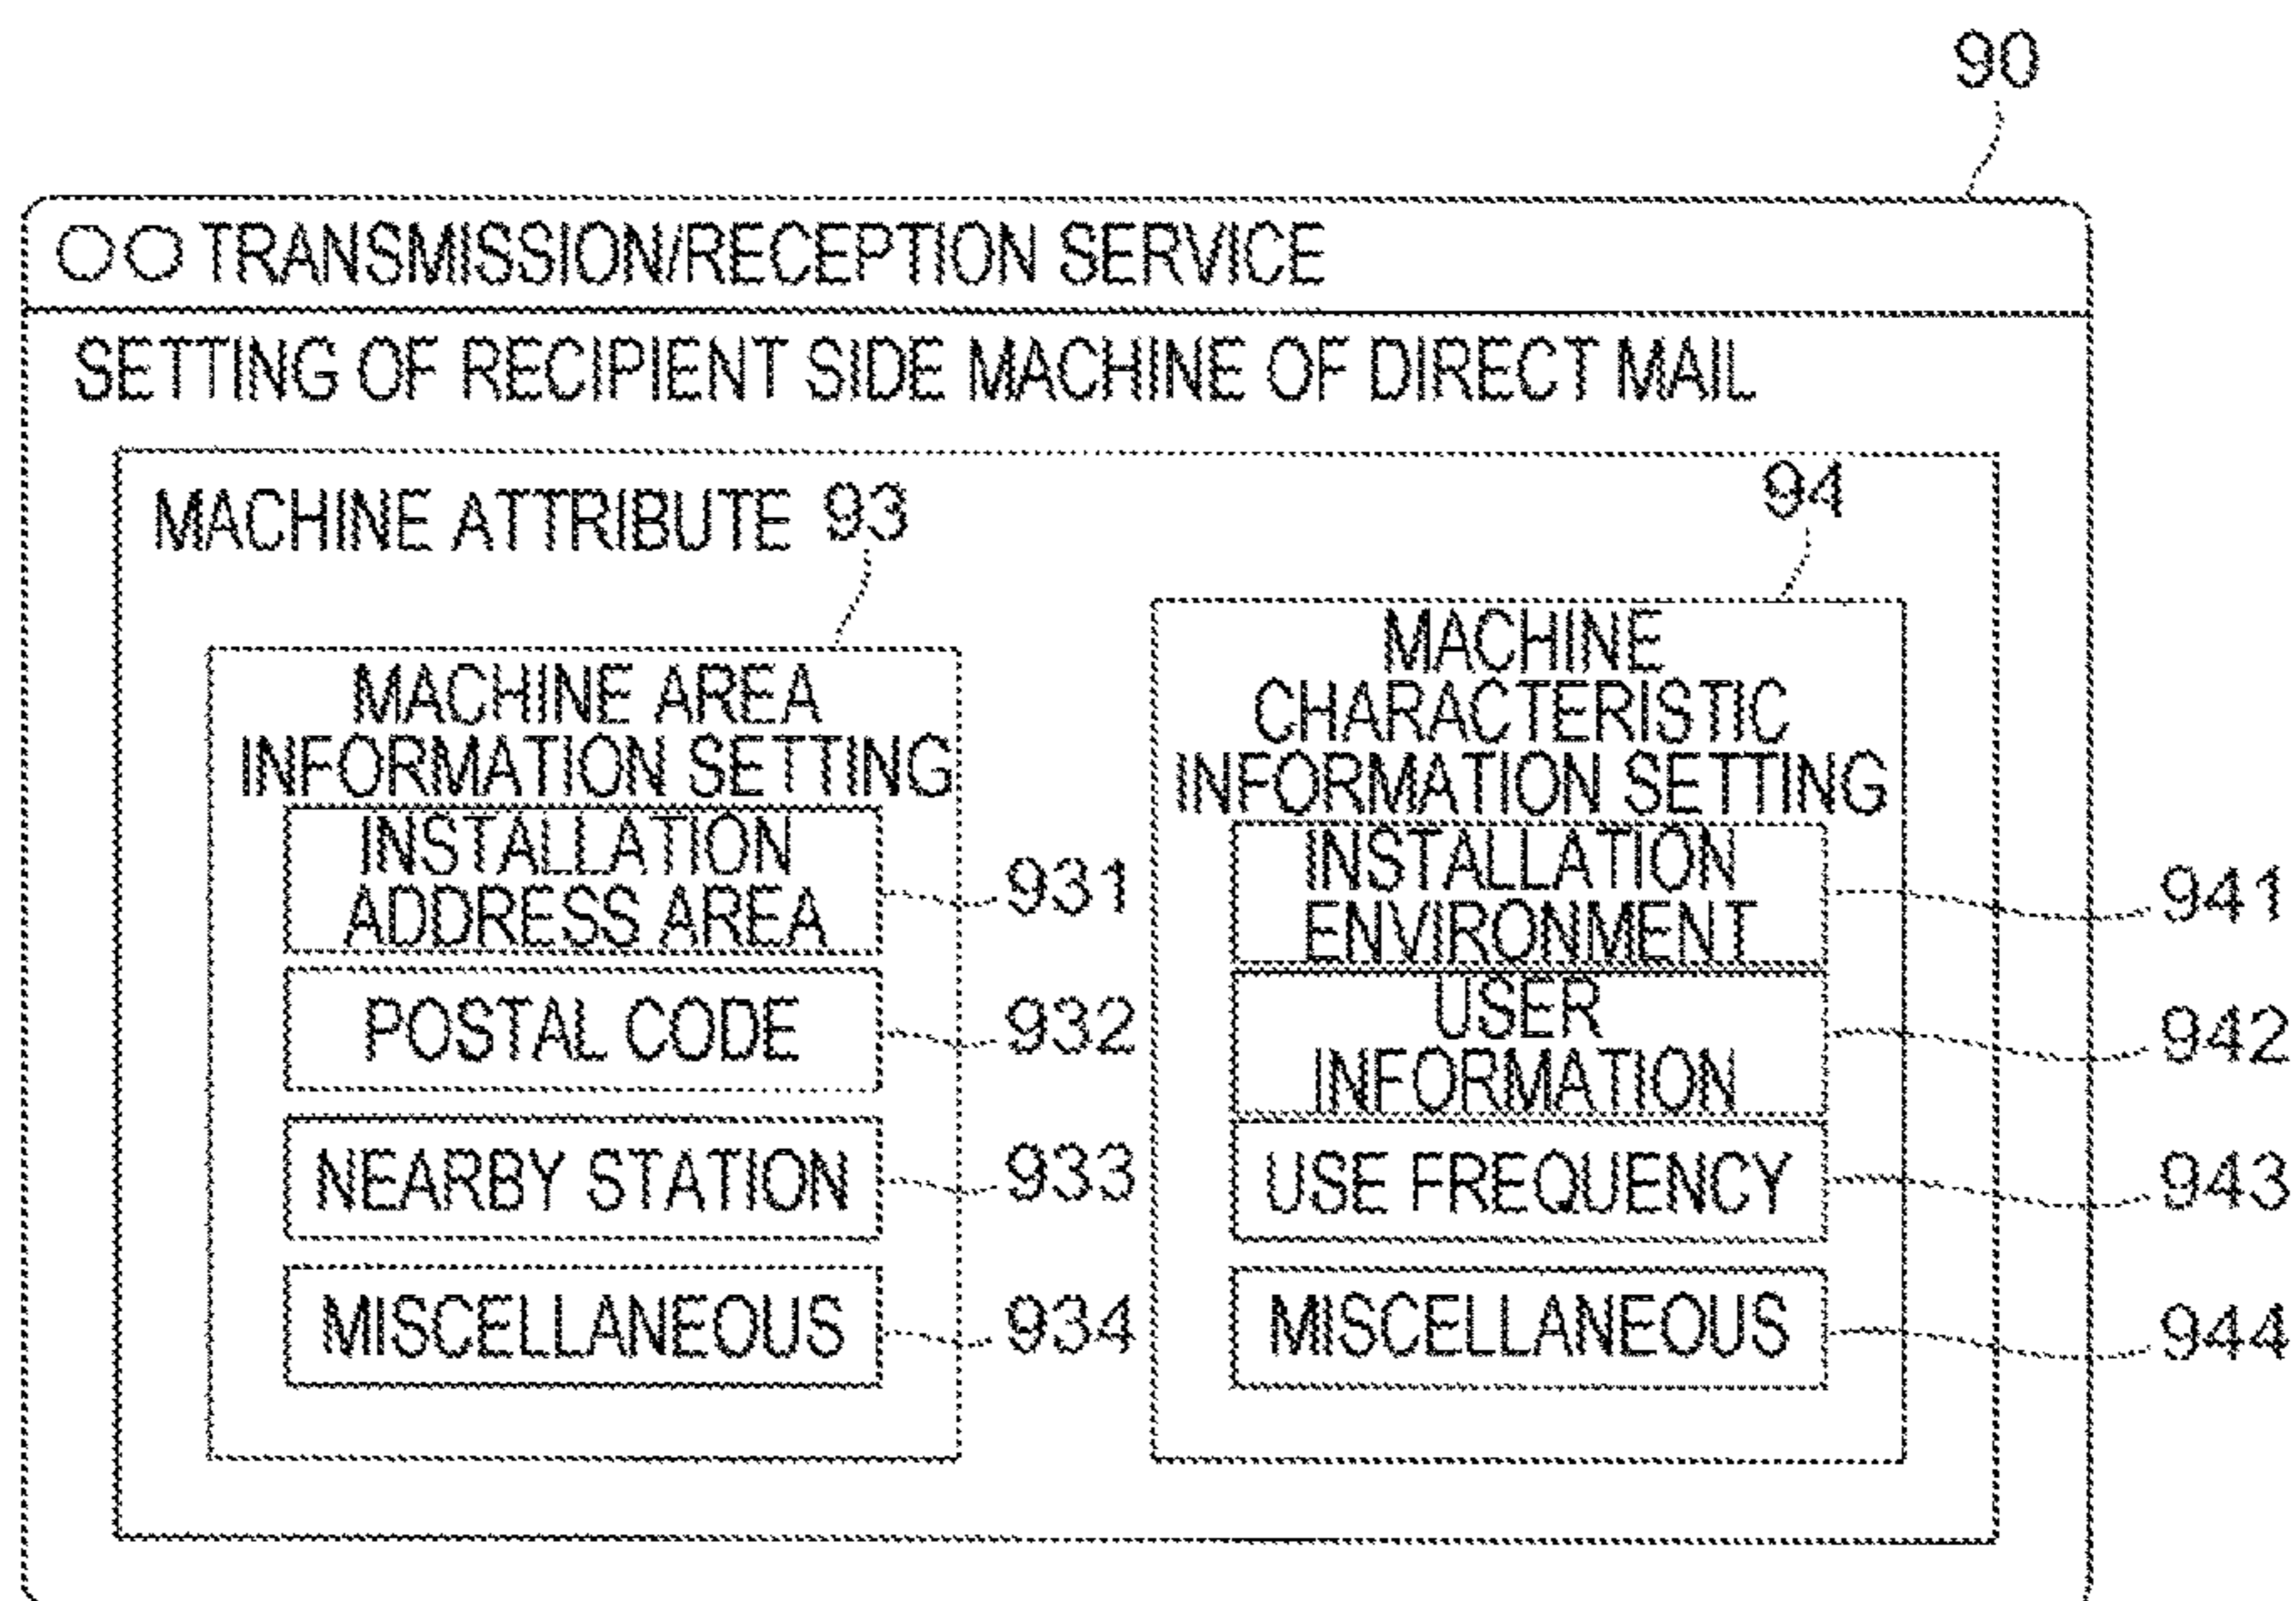 90
○○ TRANSMISSION/RECEPTION SERVICE
SETTING OF RECIPIENT SIDE MACHINE OF DIRECT MAIL
MACHINE ATTRIBUTE
93
MACHINE AREA
INFORMATION SETTING
INSTALLATION
ADDRESS AREA
931
POSTAL CODE
932
NEARBY STATION
933
MISCELLANEOUS
934
94
MACHINE
CHARACTERISTIC
INFORMATION SETTING
INSTALLATION
ENVIRONMENT
941
USER
INFORMATION
942
USE FREQUENCY
943
MISCELLANEOUS
944